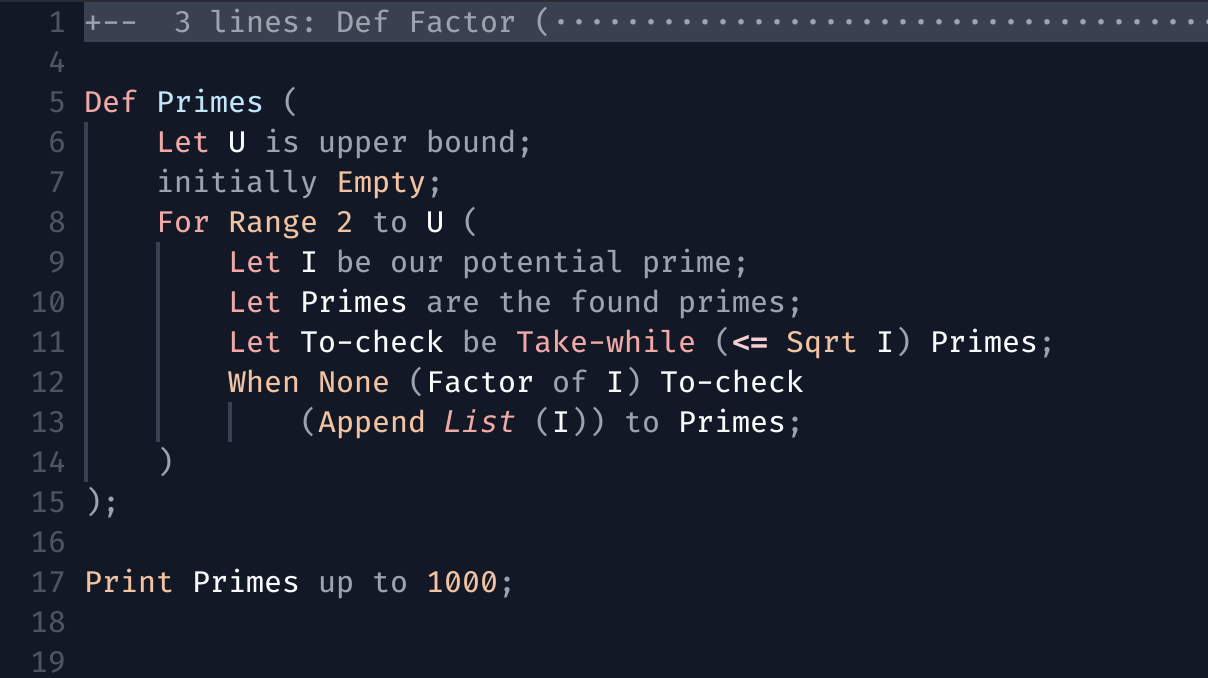 1 +--  3 lines: Def Factor (·····································
4
5 Def Primes (
6     Let U is upper bound;
7     initially Empty;
8     For Range 2 to U (
9         Let I be our potential prime;
10         Let Primes are the found primes;
11         Let To-check be Take-while (<= Sqrt I) Primes;
12         When None (Factor of I) To-check
13             (Append List (I)) to Primes;
14     )
15 );
16
17 Print Primes up to 1000;
18
19